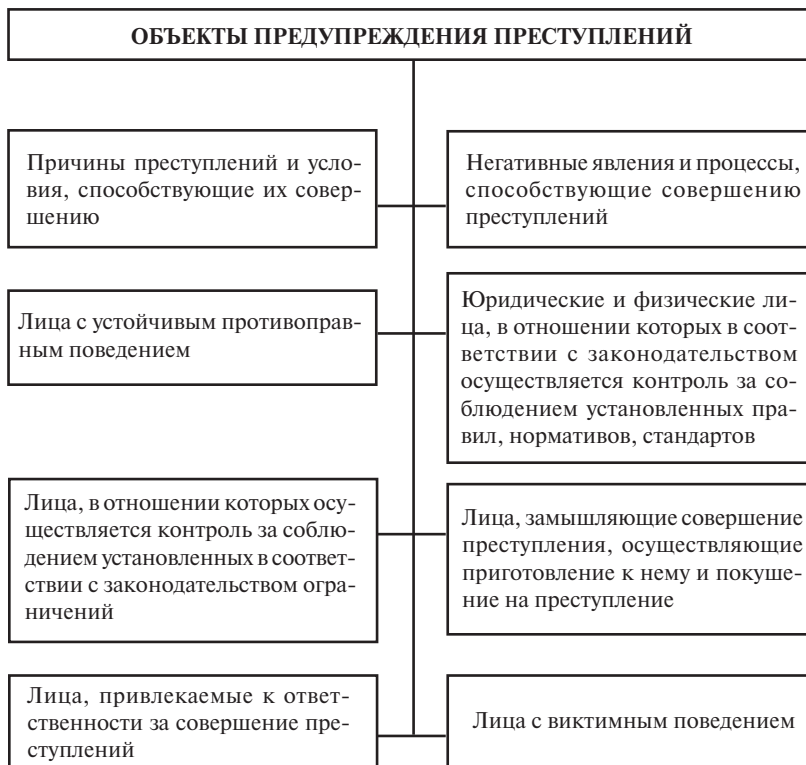 ОБЪЕКТЫ ПРЕДУПРЕЖДЕНИЯ ПРЕСТУПЛЕНИЙ
Причины преступлений и усло-
вия, способствующие их совер-
шению
Негативные явления и процессы,
способствующие совершению
преступлений
Лица с устойчивым противоправ-
ным поведением
Юридические и физические ли-
ца, в отношении которых в соот-
ветствии с законодательством
осуществляется контроль за со-
блюдением установленных пра-
вил, нормативов, стандартов
Лица, в отношении которых осу-
ществляется контроль за соблю-
дением установленных в соответ-
ствии с законодательством огра-
ничений
Лица, замышляющие совершение
преступления, осуществляющие
приготовление к нему и покуше-
ние на преступление
Лица, привлекаемые к ответ-
ственности за совершение пре-
ступлений
Лица с виктимным поведением